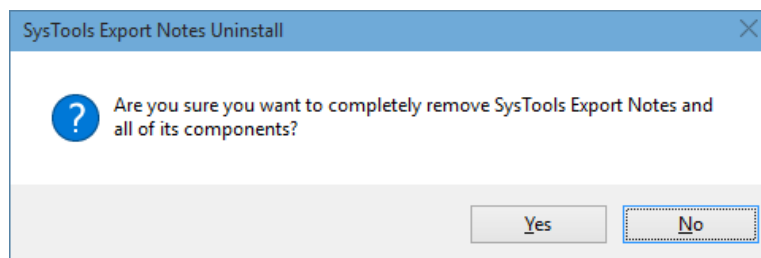 SysTools Export Notes Uninstall
?
Are you sure you want to completely remove SysTools Export Notes and
all of its components?
Yes
No